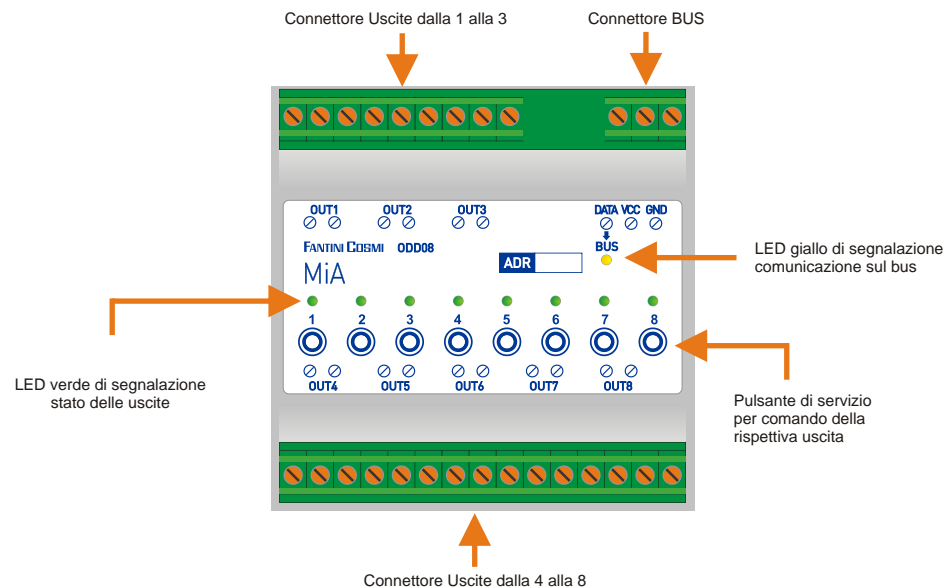 Connettore Uscite dalla 1 alla 3
Connettore BUS
OUT1 OUT2 OUT3 DATA VCC GND
BUS
FANTINI COSMI ODD08
MiA
ADR
LED giallo di segnalazione
comunicazione sul bus
1 2 3 4 5 6 7 8
OUT4 OUT5 OUT6 OUT7 OUT8
LED verde di segnalazione
stato delle uscite
Pulsante di servizio
per comando della
rispettiva uscita
Connettore Uscite dalla 4 alla 8